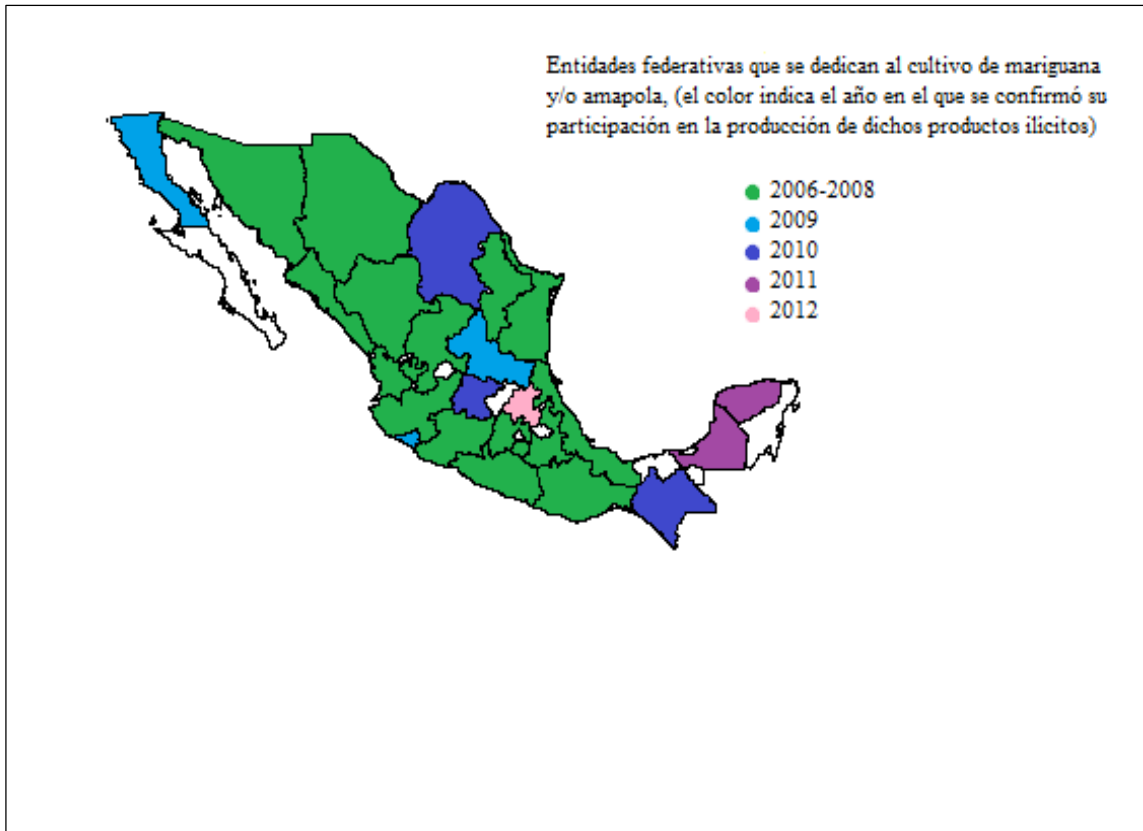 Entidades federativas que se dedican al cultivo de mariguana
y/o amapola, (el color indica el año en el que se confirmó su
participación en la producción de dichos productos ilícitos)
2006-2008
2009
2010
2011
2012